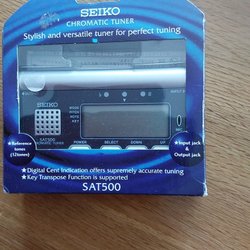 SEIKO
CHROMATIC TUNER
Stylish and versatile tuner for perfect tuning
SEIKO
SAT500
CHROMATIC TUNER
POWER
SELECT
DOWN
UP
★Reference
tones
(12tones)
★Input jack
&
Output jack
★Digital Cent Indication offers supremely accurate tuning
★Key Transpose Function is supported
SAT500